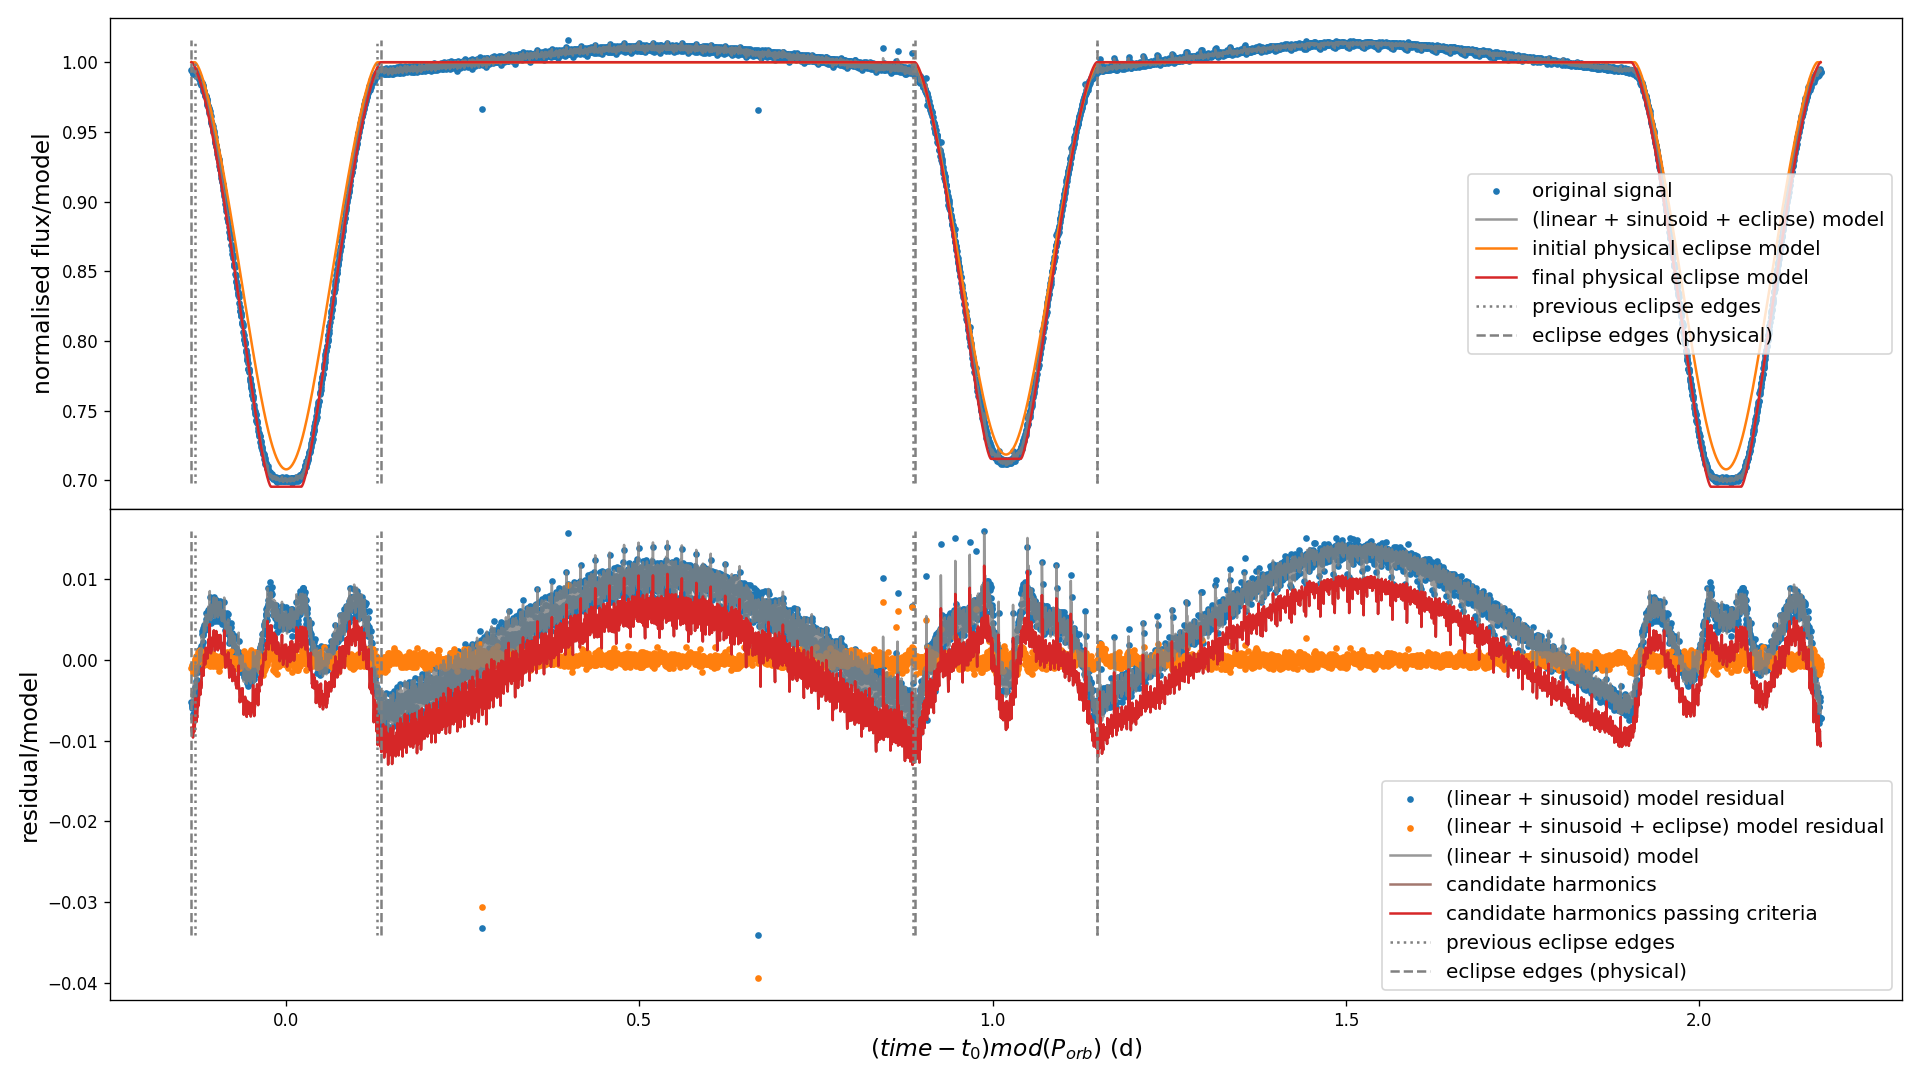 normalised flux/model
1.00
0.95
0.90
0.85
0.80
0.75
0.70
original signal
(linear + sinusoid + eclipse) model
initial physical eclipse model
final physical eclipse model
previous eclipse edges
eclipse edges (physical)
residual/model
0.01
0.00
−0.01
−0.02
−0.03
−0.04
(linear + sinusoid) model residual
(linear + sinusoid + eclipse) model residual
(linear + sinusoid) model
candidate harmonics
candidate harmonics passing criteria
previous eclipse edges
eclipse edges (physical)
0.0 0.5 1.0 1.5 2.0
(time − t₀)mod(P_orb) (d)